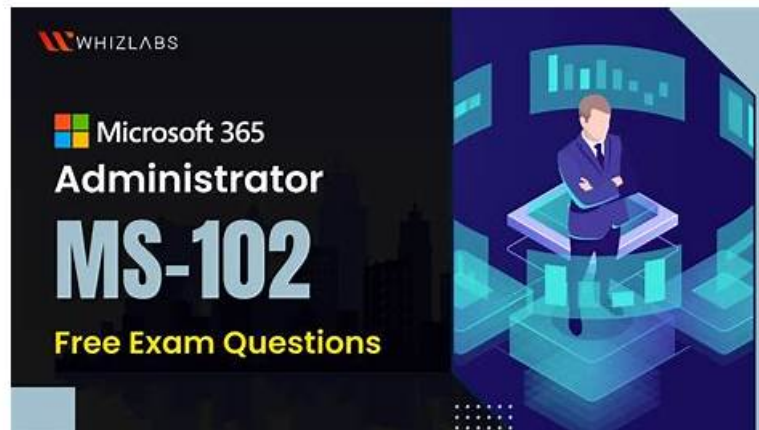 WHIZLABS
Microsoft 365
Administrator
MS-102
Free Exam Questions